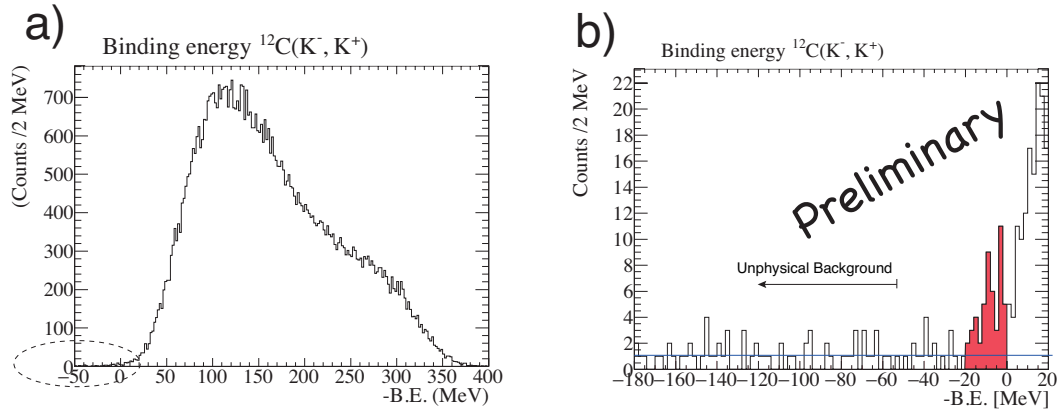 a)
Binding energy ¹²C(K⁻, K⁺)
(Counts /2 MeV)
700
600
500
400
300
200
100
0
−50 0 50 100 150 200 250 300 350 400
-B.E. (MeV)
b)
Binding energy ¹²C(K⁻, K⁺)
Counts /2 MeV
22
20
18
16
14
12
10
8
6
4
2
0
Preliminary
Unphysical Background
−180−160−140−120−100 −80 −60 −40 −20 0 20
-B.E. [MeV]